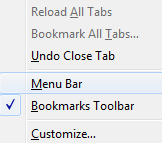 Reload All Tabs
Bookmark All Tabs...
Undo Close Tab
Menu Bar
Bookmarks Toolbar
Customize...